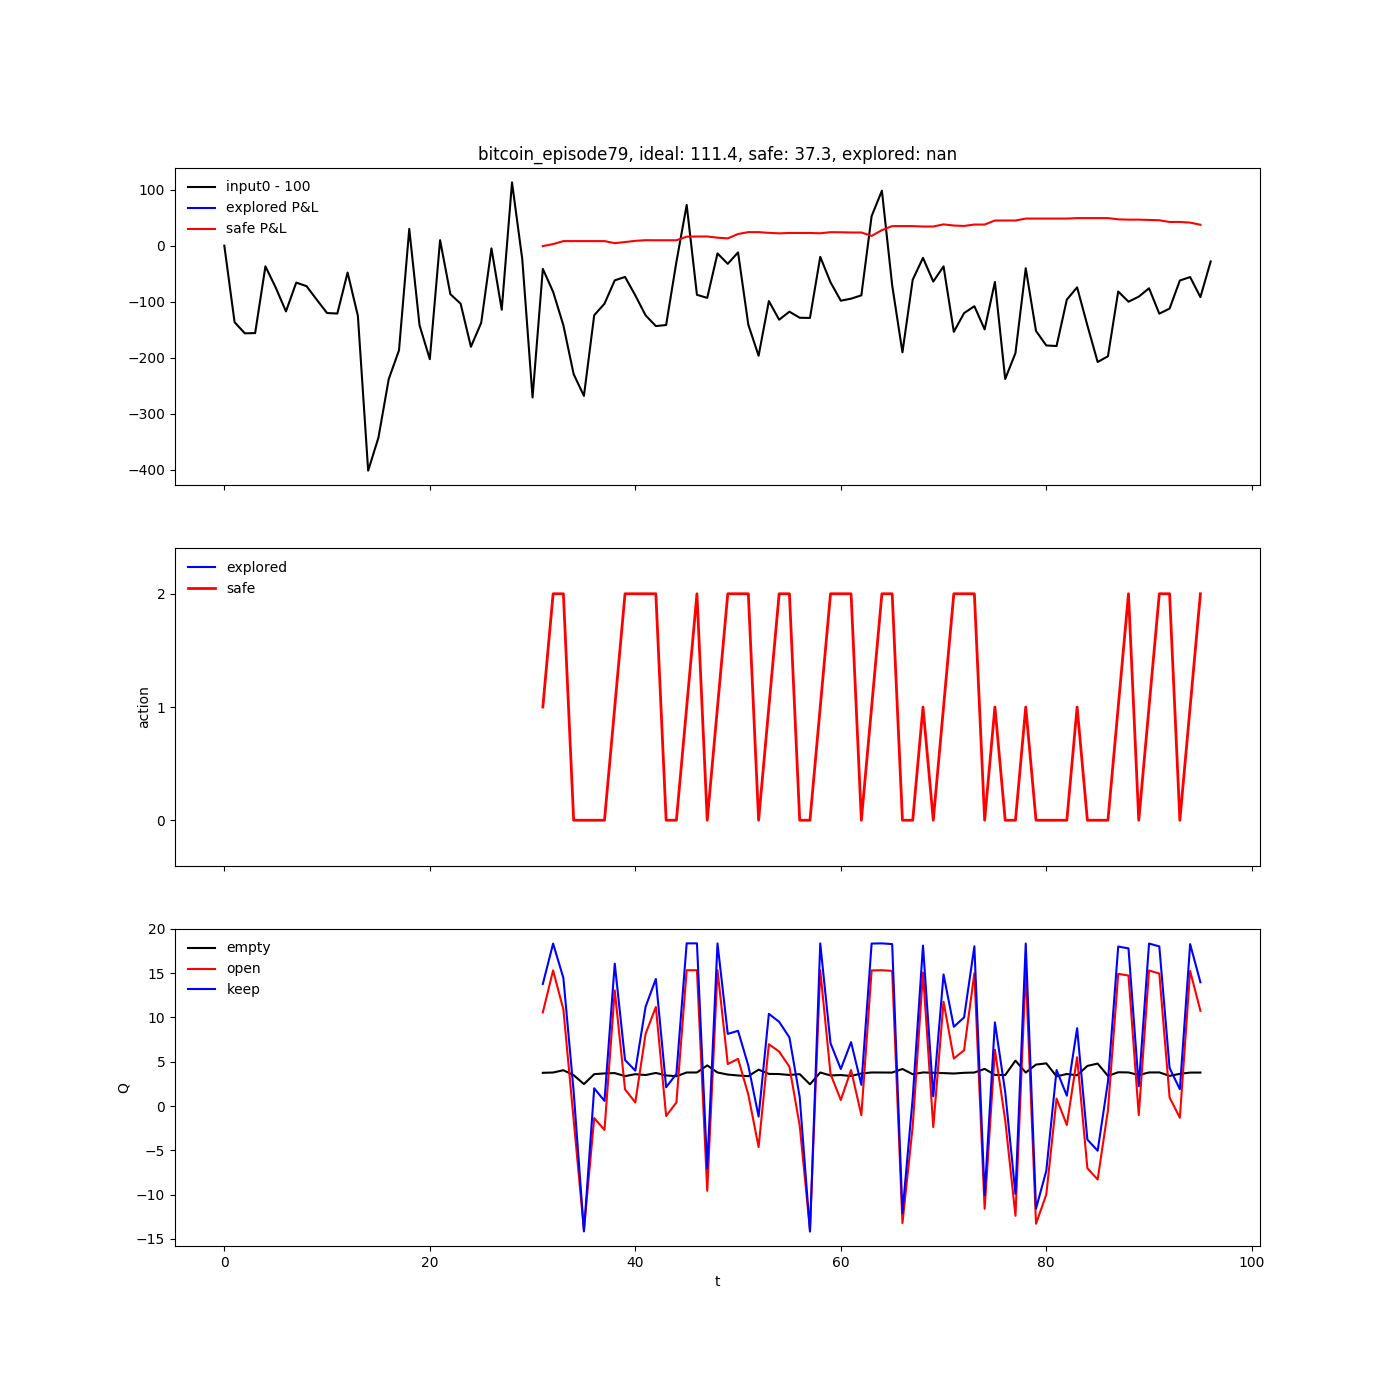 bitcoin_episode79, ideal: 111.4, safe: 37.3, explored: nan
input0 - 100
explored P&L
safe P&L
100
0
−100
−200
−300
−400
explored
safe
2
1
0
action
empty
open
keep
20
15
10
5
0
−5
−10
−15
Q
0 20 40 60 80 100
t